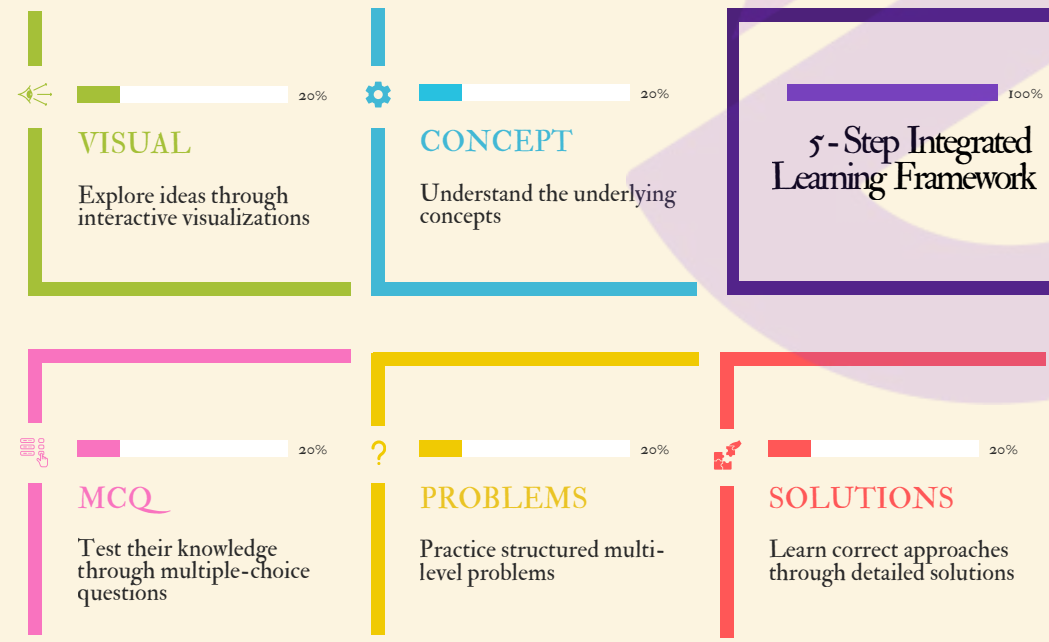 20%
VISUAL
Explore ideas through
interactive visualizations
20%
CONCEPT
Understand the underlying
concepts
100%
5-Step Integrated
Learning Framework
20%
MCQ
Test their knowledge
through multiple-choice
questions
20%
?
PROBLEMS
Practice structured multi-
level problems
20%
SOLUTIONS
Learn correct approaches
through detailed solutions